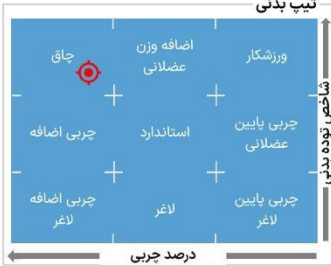 تیپ بدنی
ورزشکار
اضافه وزن
عضلانی
چاق
چربی پایین
عضلانی
استاندارد
چربی اضافه
چربی پایین
لاغر
لاغر
چربی اضافه
لاغر
شاخص توده بدنی
درصد چربی